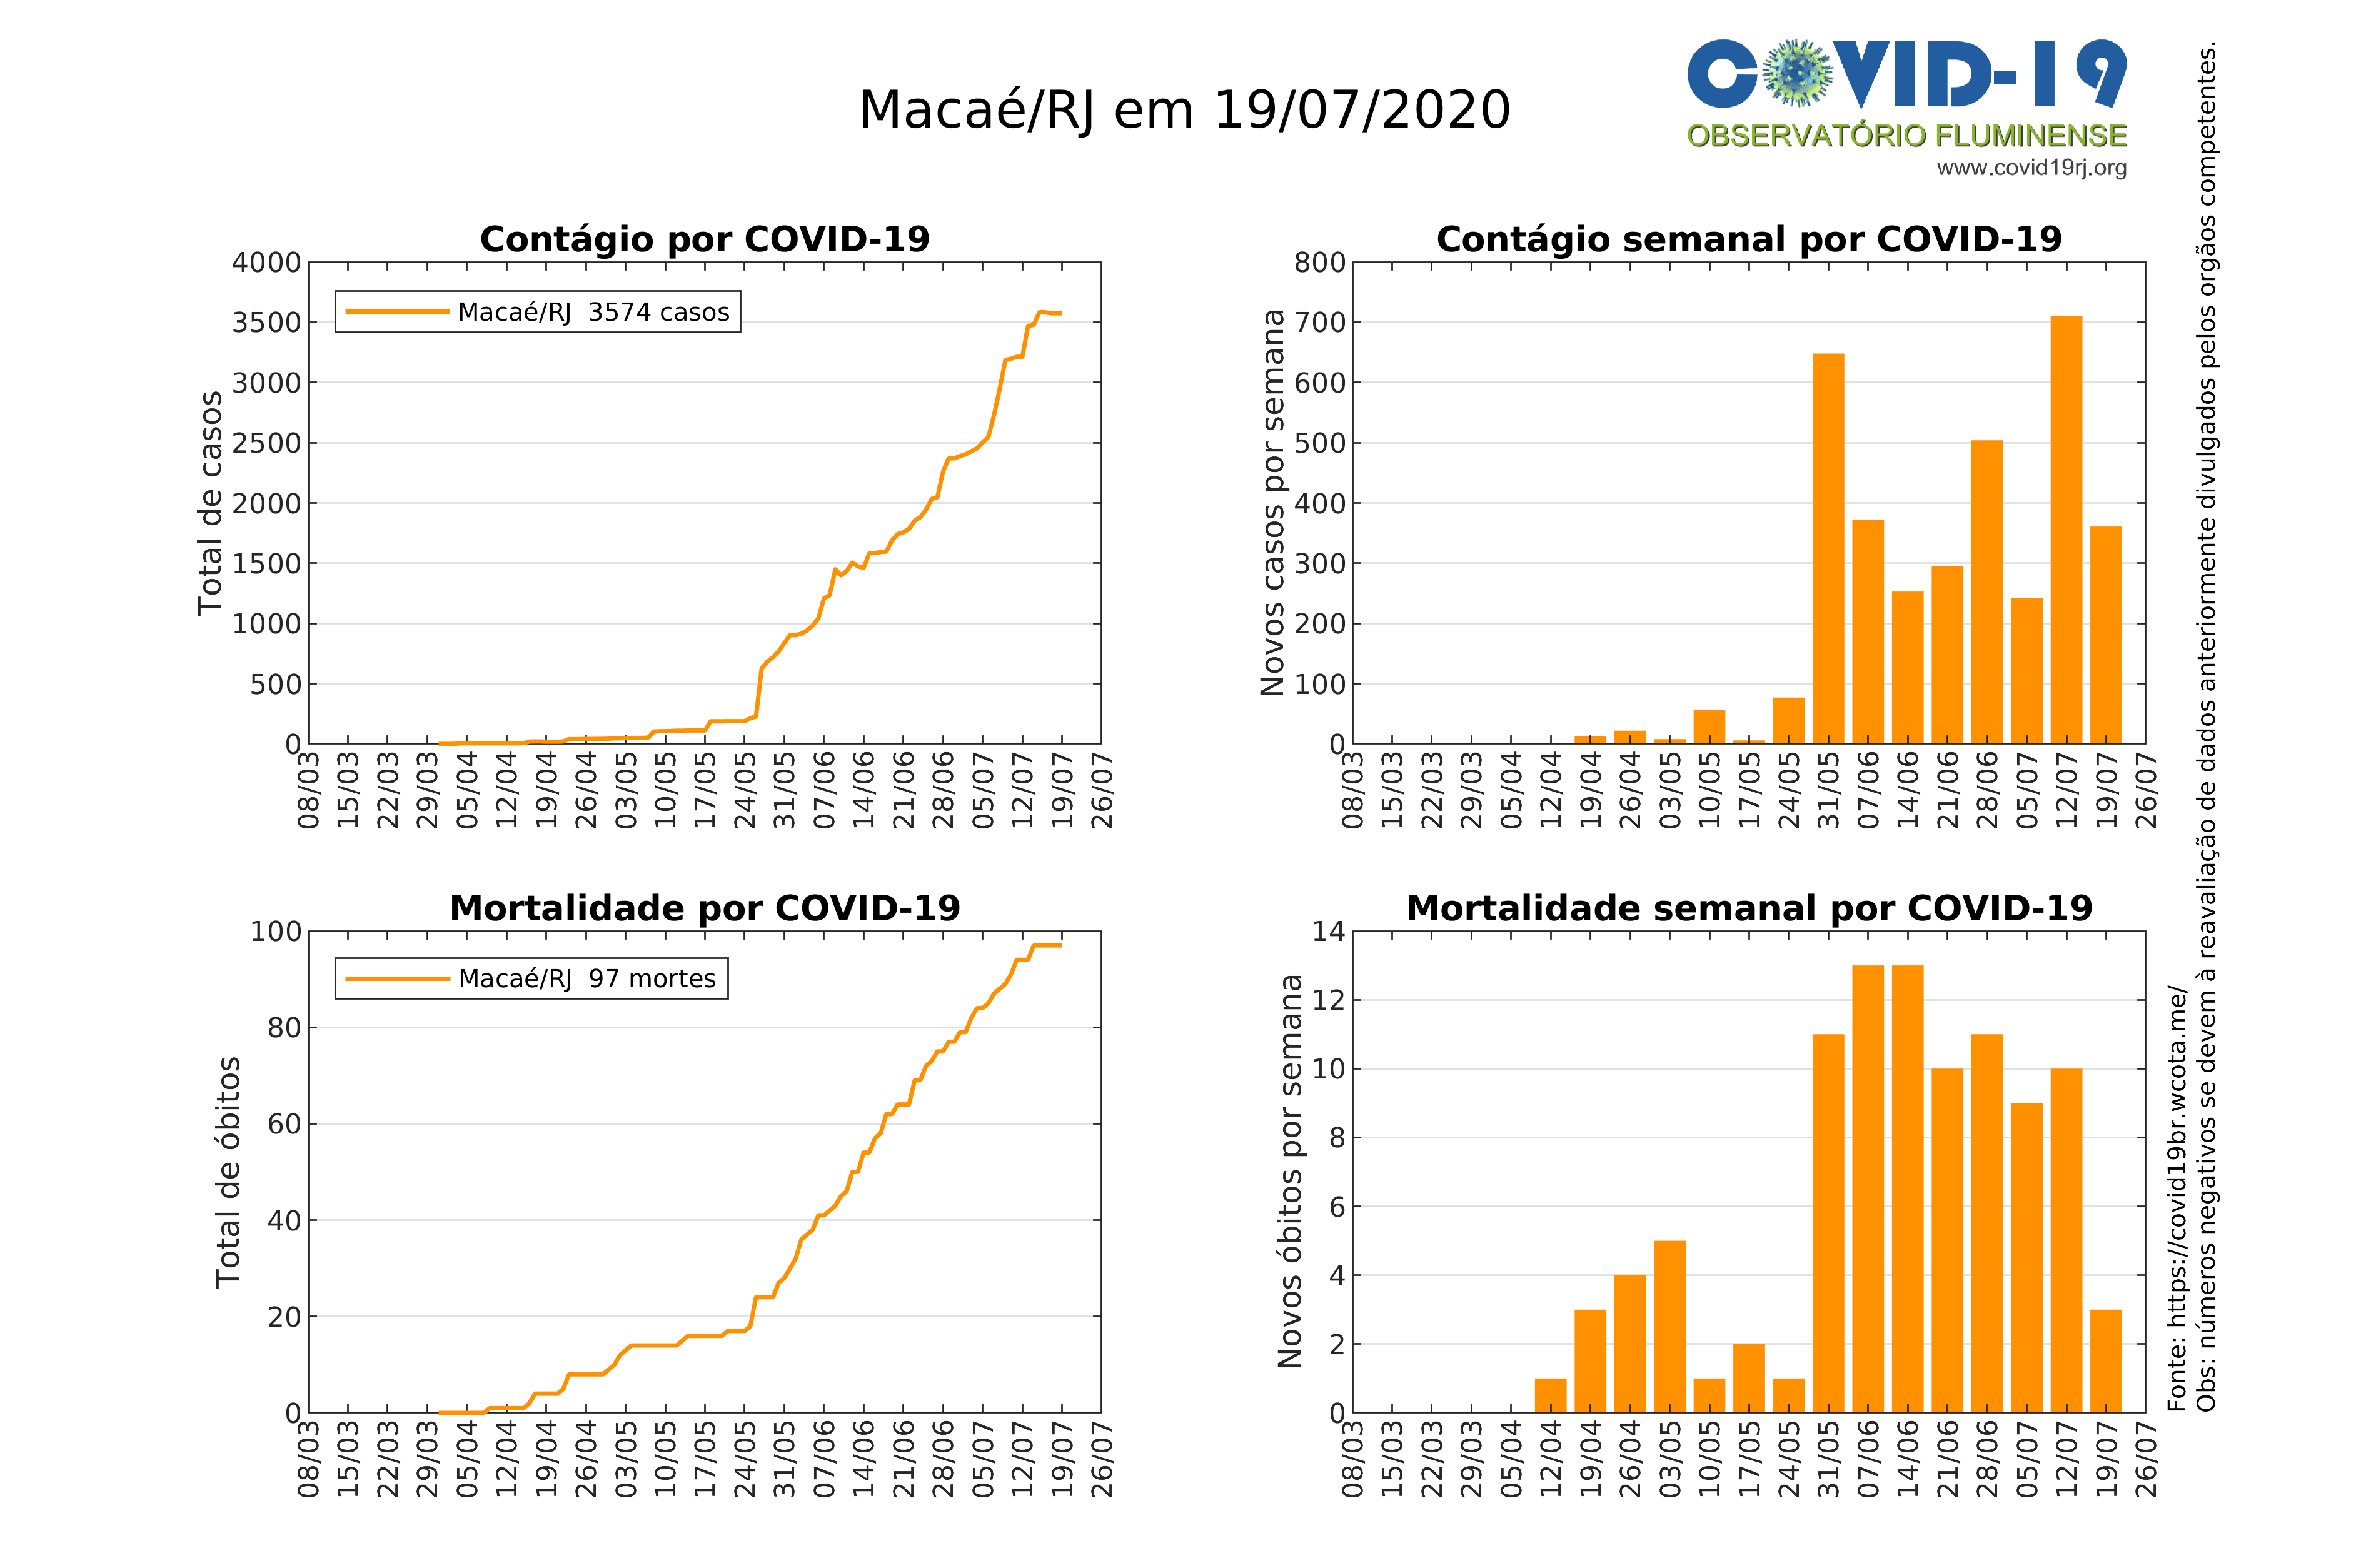 Macaé/RJ em 19/07/2020
COVID-19
OBSERVATÓRIO FLUMINENSE
www.covid19rj.org
Contágio por COVID-19
Total de casos
4000
3500
3000
2500
2000
1500
1000
500
0
Macaé/RJ 3574 casos
08/03 15/03 22/03 29/03 05/04 12/04 19/04 26/04 03/05 10/05 17/05 24/05 31/05 07/06 14/06 21/06 28/06 05/07 12/07 19/07 26/07
Contágio semanal por COVID-19
Novos casos por semana
800
700
600
500
400
300
200
100
0
08/03 15/03 22/03 29/03 05/04 12/04 19/04 26/04 03/05 10/05 17/05 24/05 31/05 07/06 14/06 21/06 28/06 05/07 12/07 19/07 26/07
Mortalidade por COVID-19
Total de óbitos
100
80
60
40
20
0
Macaé/RJ 97 mortes
08/03 15/03 22/03 29/03 05/04 12/04 19/04 26/04 03/05 10/05 17/05 24/05 31/05 07/06 14/06 21/06 28/06 05/07 12/07 19/07 26/07
Mortalidade semanal por COVID-19
Novos óbitos por semana
14
12
10
8
6
4
2
0
08/03 15/03 22/03 29/03 05/04 12/04 19/04 26/04 03/05 10/05 17/05 24/05 31/05 07/06 14/06 21/06 28/06 05/07 12/07 19/07 26/07
Fonte: https://covid19br.wcota.me/
Obs: números negativos se devem à reavaliação de dados anteriormente divulgados pelos orgãos competentes.